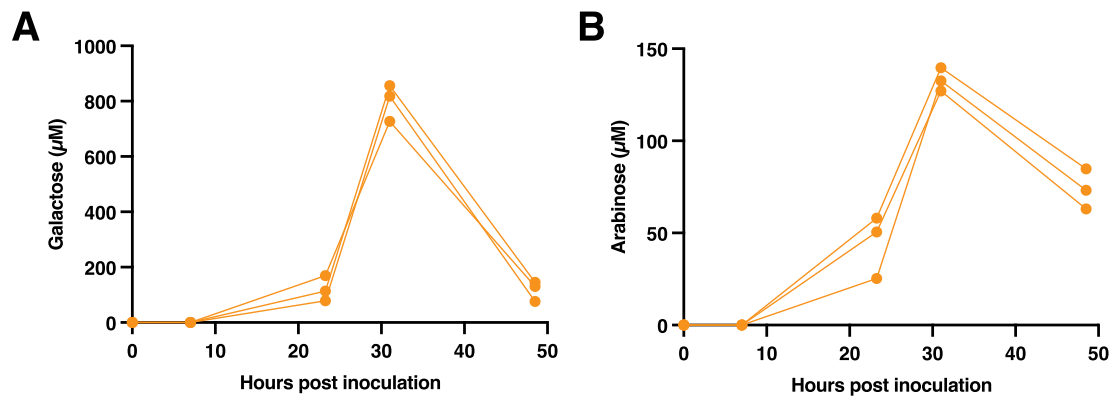 A
Galactose (µM)
1000
800
600
400
200
0
0 10 20 30 40 50
Hours post inoculation
B
Arabinose (µM)
150
100
50
0
0 10 20 30 40 50
Hours post inoculation